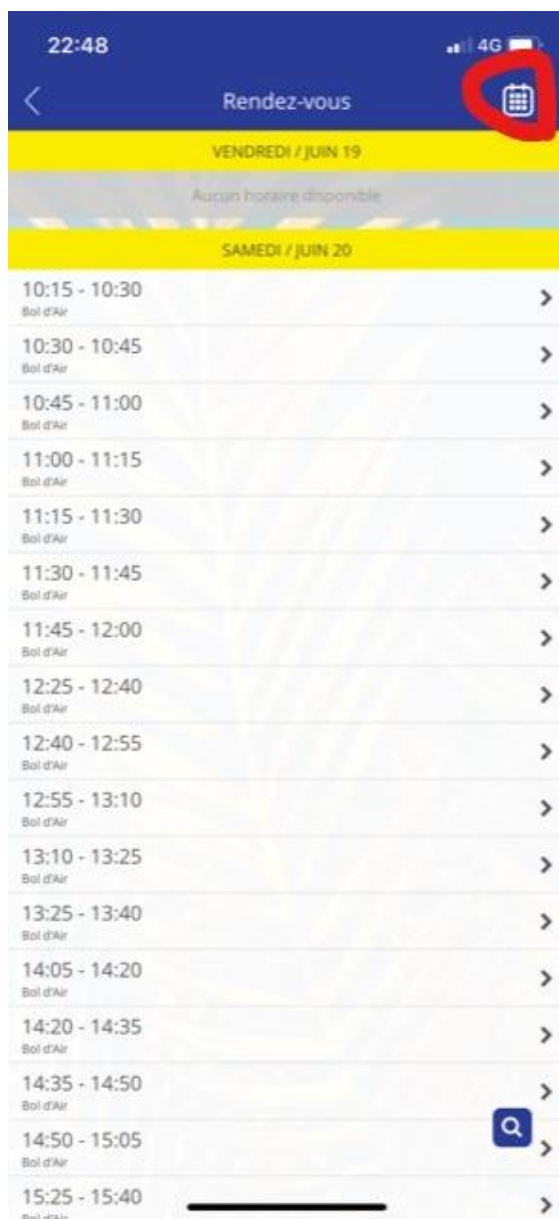 22:48
4G
Rendez-vous
VENDREDI / JUIN 19
Aucun horaire disponible
SAMEDI / JUIN 20
10:15 - 10:30
Bol d'Air
10:30 - 10:45
Bol d'Air
10:45 - 11:00
Bol d'Air
11:00 - 11:15
Bol d'Air
11:15 - 11:30
Bol d'Air
11:30 - 11:45
Bol d'Air
11:45 - 12:00
Bol d'Air
12:25 - 12:40
Bol d'Air
12:40 - 12:55
Bol d'Air
12:55 - 13:10
Bol d'Air
13:10 - 13:25
Bol d'Air
13:25 - 13:40
Bol d'Air
14:05 - 14:20
Bol d'Air
14:20 - 14:35
Bol d'Air
14:35 - 14:50
Bol d'Air
14:50 - 15:05
Bol d'Air
15:25 - 15:40
Bol d'Air